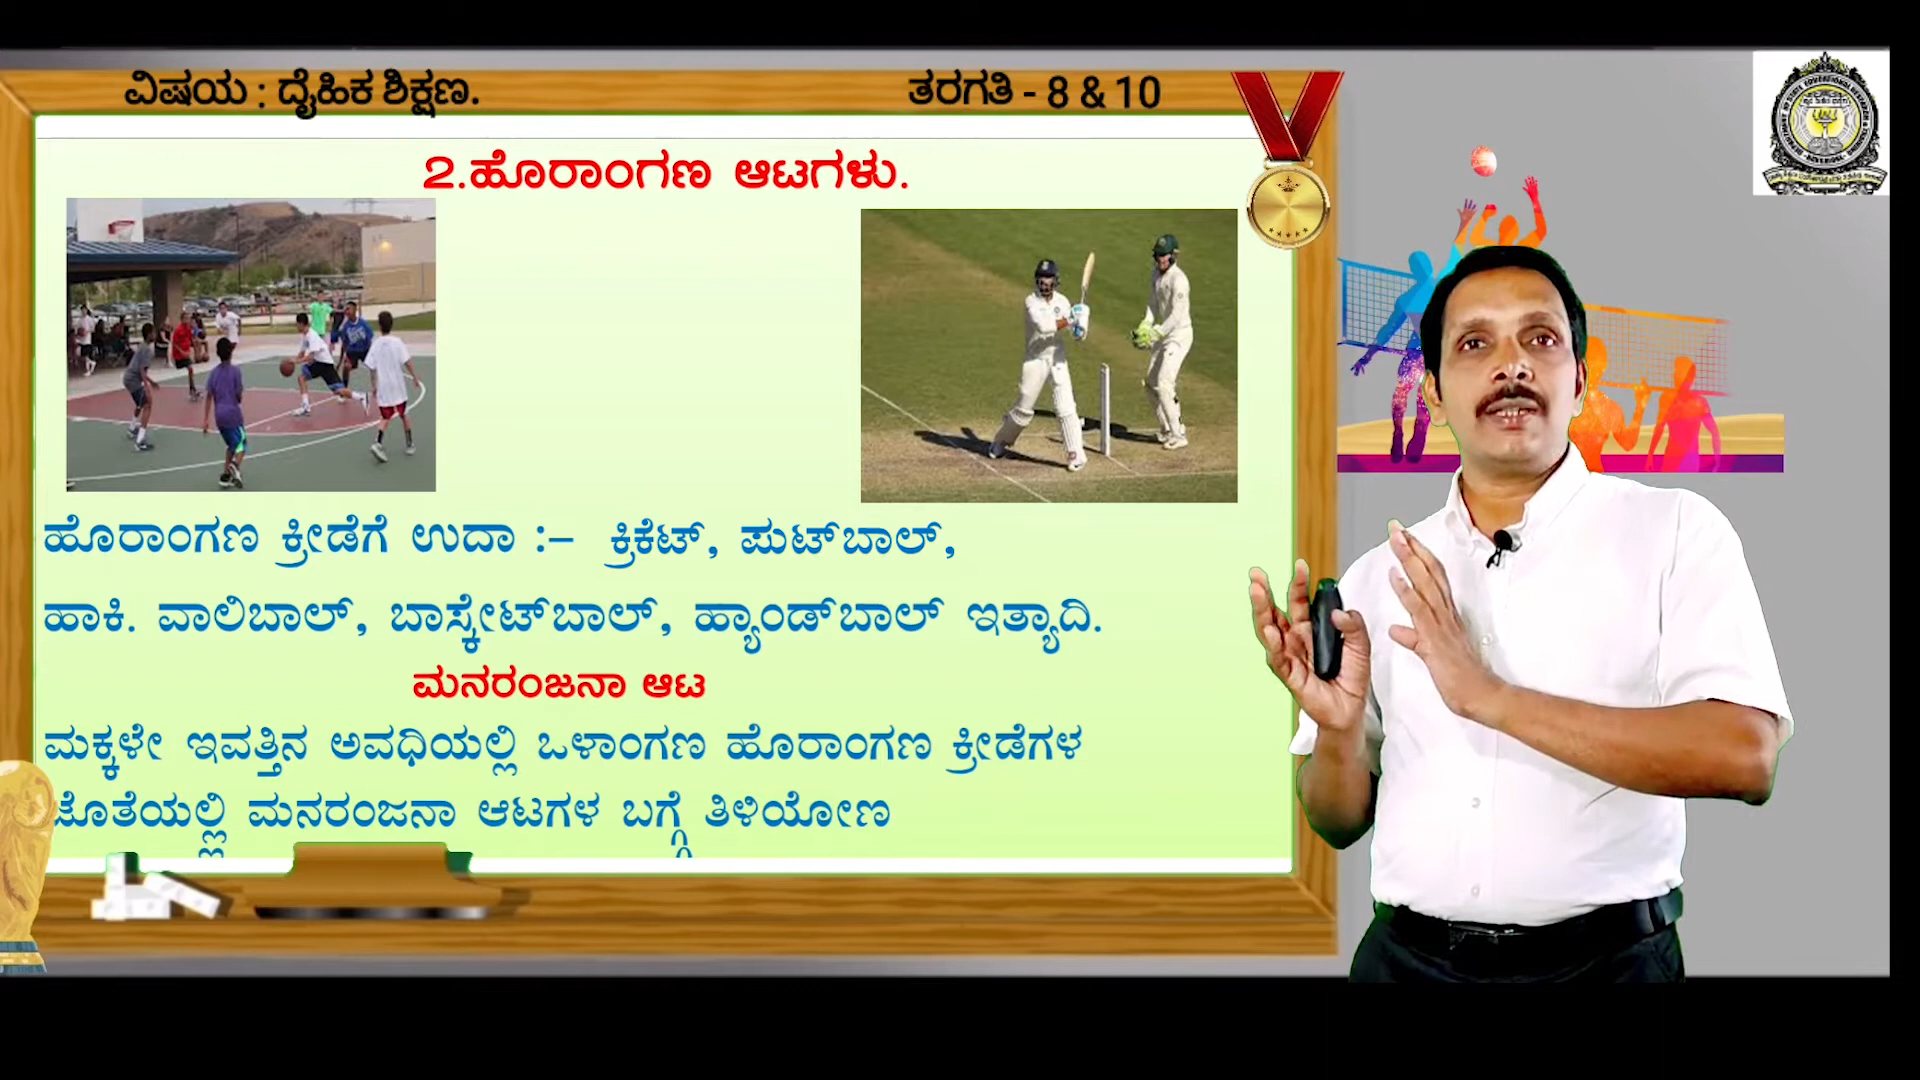 ವಿಷಯ : ದೈಹಿಕ ಶಿಕ್ಷಣ.
ತರಗತಿ - 8 & 10
೨.ಹೊರಾಂಗಣ ಆಟಗಳು.
ಹೊರಾಂಗಣ ಕ್ರೀಡೆಗೆ ಉದಾ :– ಕ್ರಿಕೆಟ್, ಪುಟ್‌ಬಾಲ್,
ಹಾಕಿ. ವಾಲಿಬಾಲ್, ಬಾಸ್ಕೇಟ್‌ಬಾಲ್, ಹ್ಯಾಂಡ್‌ಬಾಲ್ ಇತ್ಯಾದಿ.
ಮನರಂಜನಾ ಆಟ
ಮಕ್ಕಳೇ ಇವತ್ತಿನ ಅವಧಿಯಲ್ಲಿ ಒಳಾಂಗಣ ಹೊರಾಂಗಣ ಕ್ರೀಡೆಗಳ
ಜೊತೆಯಲ್ಲಿ ಮನರಂಜನಾ ಆಟಗಳ ಬಗ್ಗೆ ತಿಳಿಯೋಣ